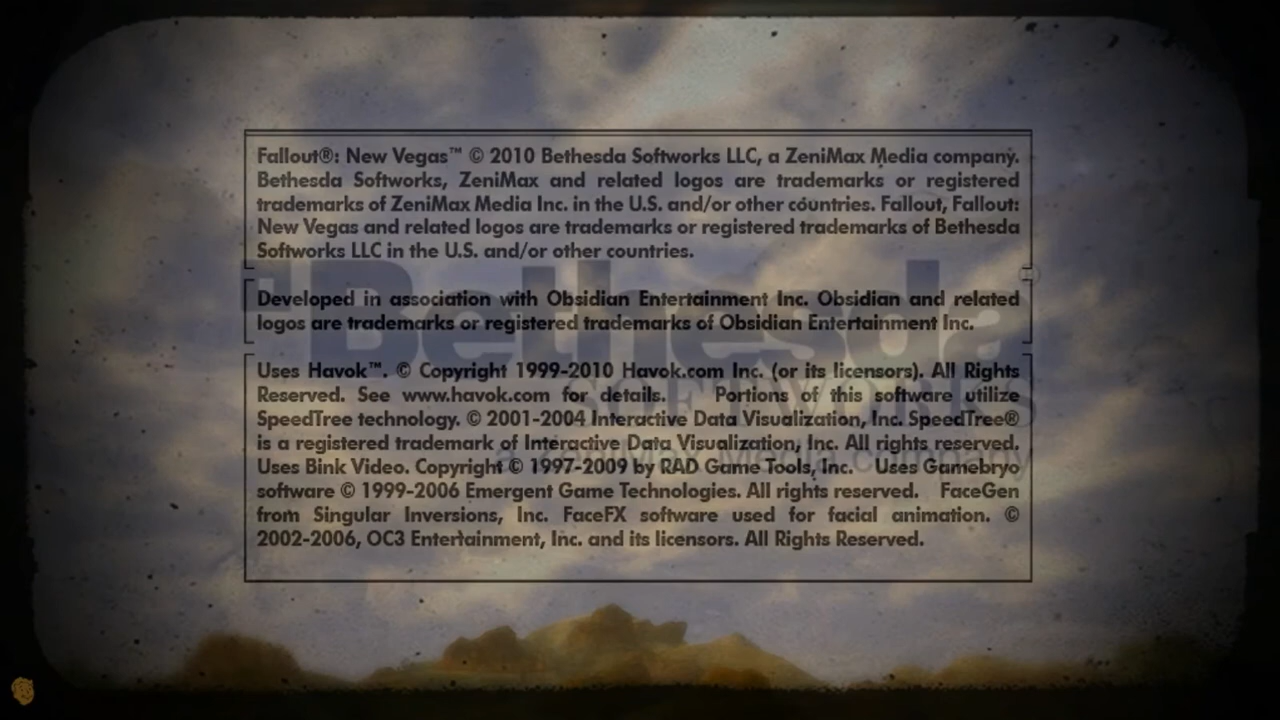 Fallout®: New Vegas™ © 2010 Bethesda Softworks LLC, a ZeniMax Media company.
Bethesda Softworks, ZeniMax and related logos are trademarks or registered
trademarks of ZeniMax Media Inc. in the U.S. and/or other countries. Fallout, Fallout:
New Vegas and related logos are trademarks or registered trademarks of Bethesda
Softworks LLC in the U.S. and/or other countries.
Developed in association with Obsidian Entertainment Inc. Obsidian and related
logos are trademarks or registered trademarks of Obsidian Entertainment Inc.
Uses Havok™. © Copyright 1999-2010 Havok.com Inc. (or its licensors). All Rights
Reserved. See www.havok.com for details. Portions of this software utilize
SpeedTree technology. © 2001-2004 Interactive Data Visualization, Inc. SpeedTree®
is a registered trademark of Interactive Data Visualization, Inc. All rights reserved.
Uses Bink Video. Copyright © 1997-2009 by RAD Game Tools, Inc. Uses Gamebryo
software © 1999-2006 Emergent Game Technologies. All rights reserved. FaceGen
from Singular Inversions, Inc. FaceFX software used for facial animation. ©
2002-2006, OC3 Entertainment, Inc. and its licensors. All Rights Reserved.
Bethesda
SOFTWORKS
a ZeniMax Media company